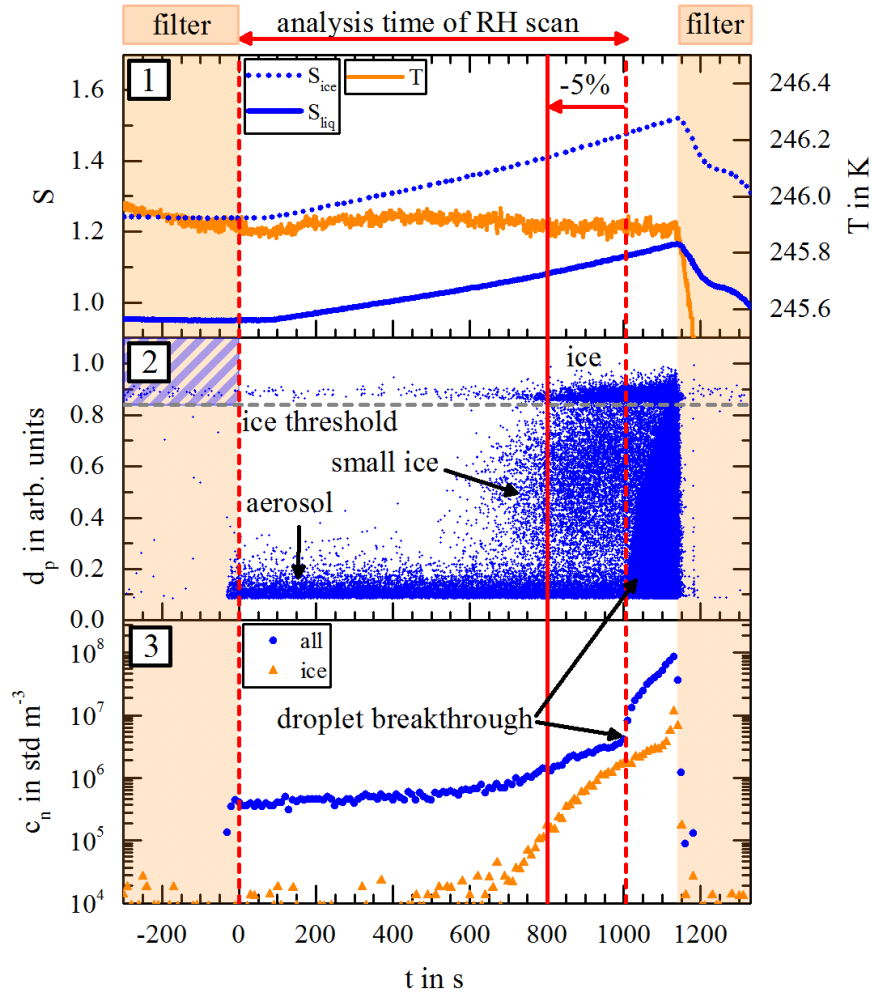 filter
analysis time of RH scan
filter
1
S_ice
T
S_liq
-5%
1.6
1.4
1.2
1.0
S
246.4
246.2
246.0
245.8
245.6
T in K
2
ice
ice threshold
small ice
aerosol
1.0
0.8
0.6
0.4
0.2
0.0
d_p in arb. units
3
all
ice
droplet breakthrough
10^8
10^7
10^6
10^5
10^4
c_n in std m^-3
-200 0 200 400 600 800 1000 1200
t in s